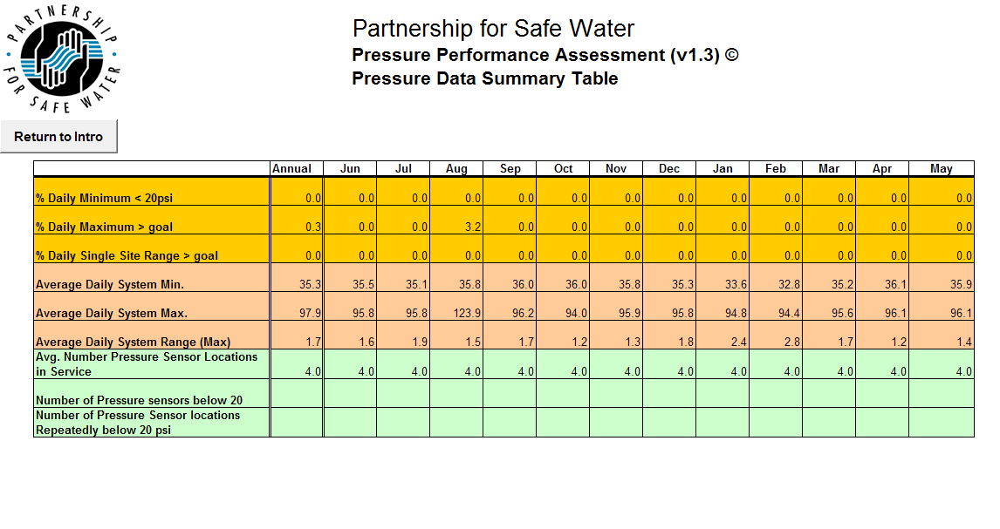 PARTNERSHIP
· FOR SAFE WATER ·
Partnership for Safe Water
Pressure Performance Assessment (v1.3) ©
Pressure Data Summary Table
Return to Intro
Annual Jun Jul Aug Sep Oct Nov Dec Jan Feb Mar Apr May
% Daily Minimum < 20psi 0.0 0.0 0.0 0.0 0.0 0.0 0.0 0.0 0.0 0.0 0.0 0.0 0.0
% Daily Maximum > goal 0.3 0.0 0.0 3.2 0.0 0.0 0.0 0.0 0.0 0.0 0.0 0.0 0.0
% Daily Single Site Range > goal 0.0 0.0 0.0 0.0 0.0 0.0 0.0 0.0 0.0 0.0 0.0 0.0 0.0
Average Daily System Min. 35.3 35.5 35.1 35.8 36.0 36.0 35.8 35.3 33.6 32.8 35.2 36.1 35.9
Average Daily System Max. 97.9 95.8 95.8 123.9 96.2 94.0 95.9 95.8 94.8 94.4 95.6 96.1 96.1
Average Daily System Range (Max) 1.7 1.6 1.9 1.5 1.7 1.2 1.3 1.8 2.4 2.8 1.7 1.2 1.4
Avg. Number Pressure Sensor Locations
in Service 4.0 4.0 4.0 4.0 4.0 4.0 4.0 4.0 4.0 4.0 4.0 4.0 4.0
Number of Pressure sensors below 20
Number of Pressure Sensor locations
Repeatedly below 20 psi